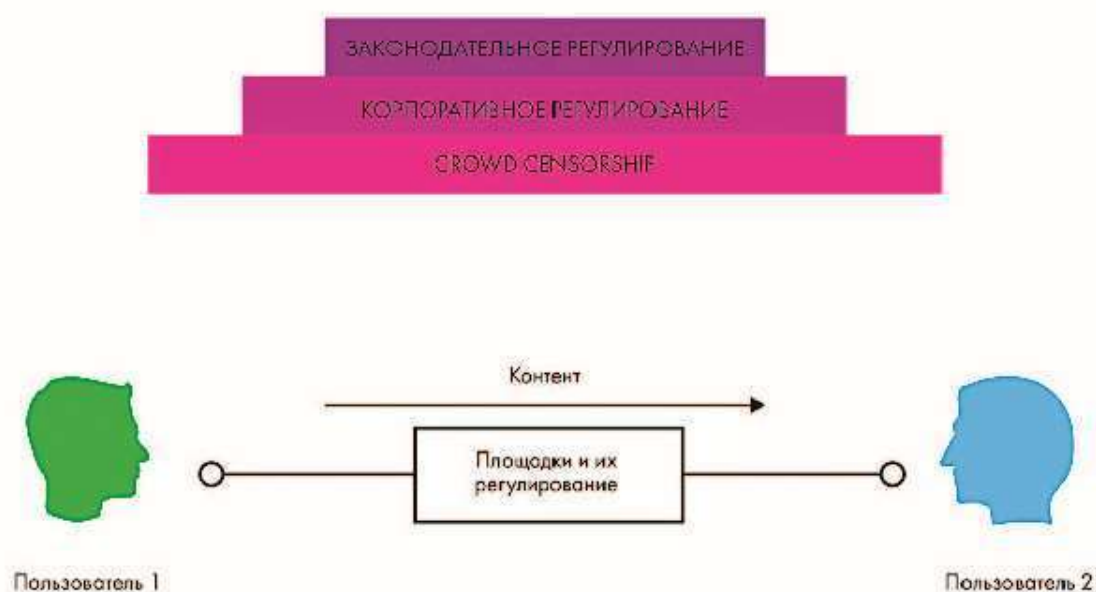 ЗАКОНОДАТЕЛЬНОЕ РЕГУЛИРОВАНИЕ
КОРПОРАТИВНОЕ РЕГУЛИРОВАНИЕ
CROWD CENSORSHIP
Контент
Площадки и их
регулирование
Пользователь 1
Пользователь 2